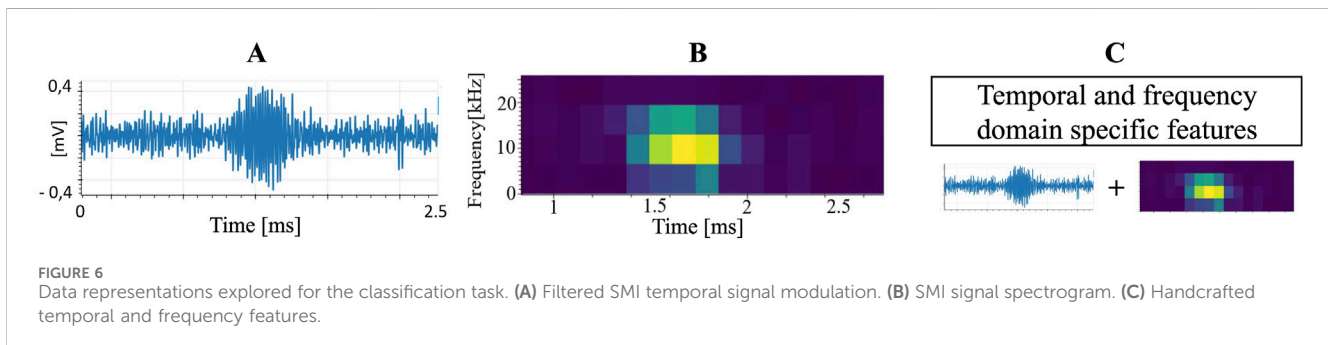 A
B
C
0,4
[mV]
- 0,4
0
2.5
Time [ms]
Frequency[kHz]
20
10
0
1
1.5
2
2.5
Time [ms]
Temporal and frequency
domain specific features
+
FIGURE 6
Data representations explored for the classification task. (A) Filtered SMI temporal signal modulation. (B) SMI signal spectrogram. (C) Handcrafted
temporal and frequency features.